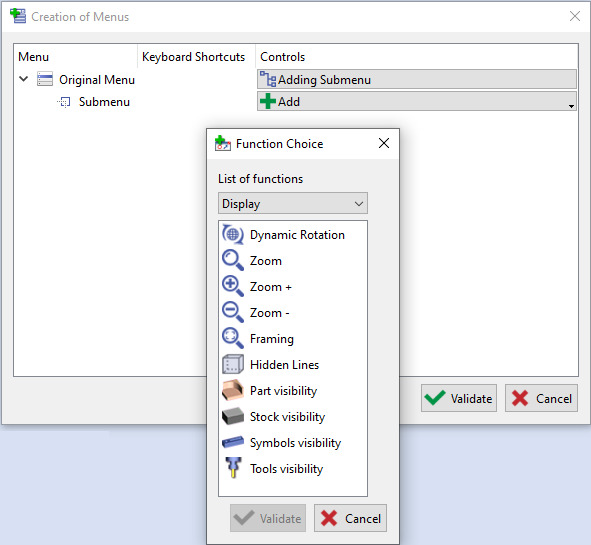 Creation of Menus
Menu Keyboard Shortcuts Controls
Original Menu Adding Submenu
Submenu Add
Function Choice
List of functions
Display
Dynamic Rotation
Zoom
Zoom +
Zoom -
Framing
Hidden Lines
Part visibility
Stock visibility
Symbols visibility
Tools visibility
Validate Cancel
Validate Cancel